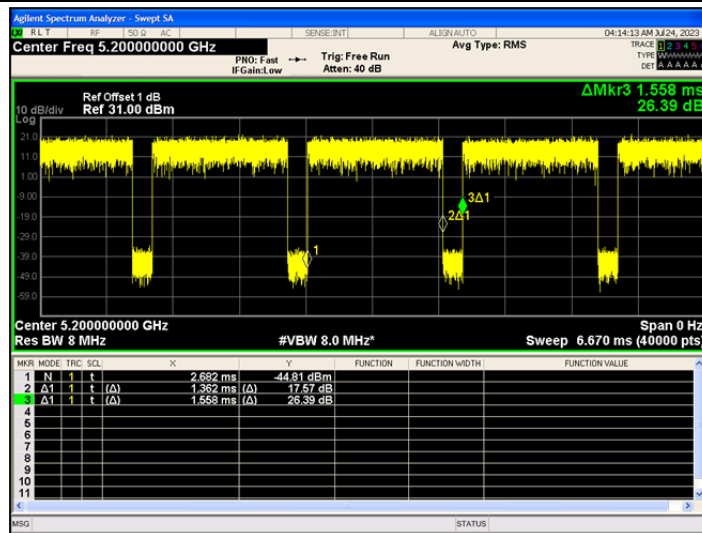 Agilent Spectrum Analyzer - Swept SA
RLT RF 50 Ω AC SENSE:INT ALIGN AUTO 04:14:13 AM Jul 24, 2023
Center Freq 5.200000000 GHz
PNO: Fast
IFGain:Low
Trig: Free Run
Atten: 40 dB
Avg Type: RMS
TRACE 1 2 3 4 5
TYPE
DET A A A A A
ΔMkr3 1.558 ms
26.39 dB
Ref Offset 1 dB
10 dB/div Ref 31.00 dBm
Log
21.0
11.0
1.00
-9.00
-19.0
-29.0
-39.0
-49.0
-59.0
1
2Δ1
3Δ1
Center 5.200000000 GHz Span 0 Hz
Res BW 8 MHz #VBW 8.0 MHz* Sweep 6.670 ms (40000 pts)
MKR MODE TRC SCL X Y FUNCTION FUNCTION WIDTH FUNCTION VALUE
1 N 1 t 2.682 ms -44.81 dBm
2 Δ1 1 t (Δ) 1.362 ms (Δ) 17.57 dB
3 Δ1 1 t (Δ) 1.558 ms (Δ) 26.39 dB
4
5
6
7
8
9
10
11
MSG STATUS